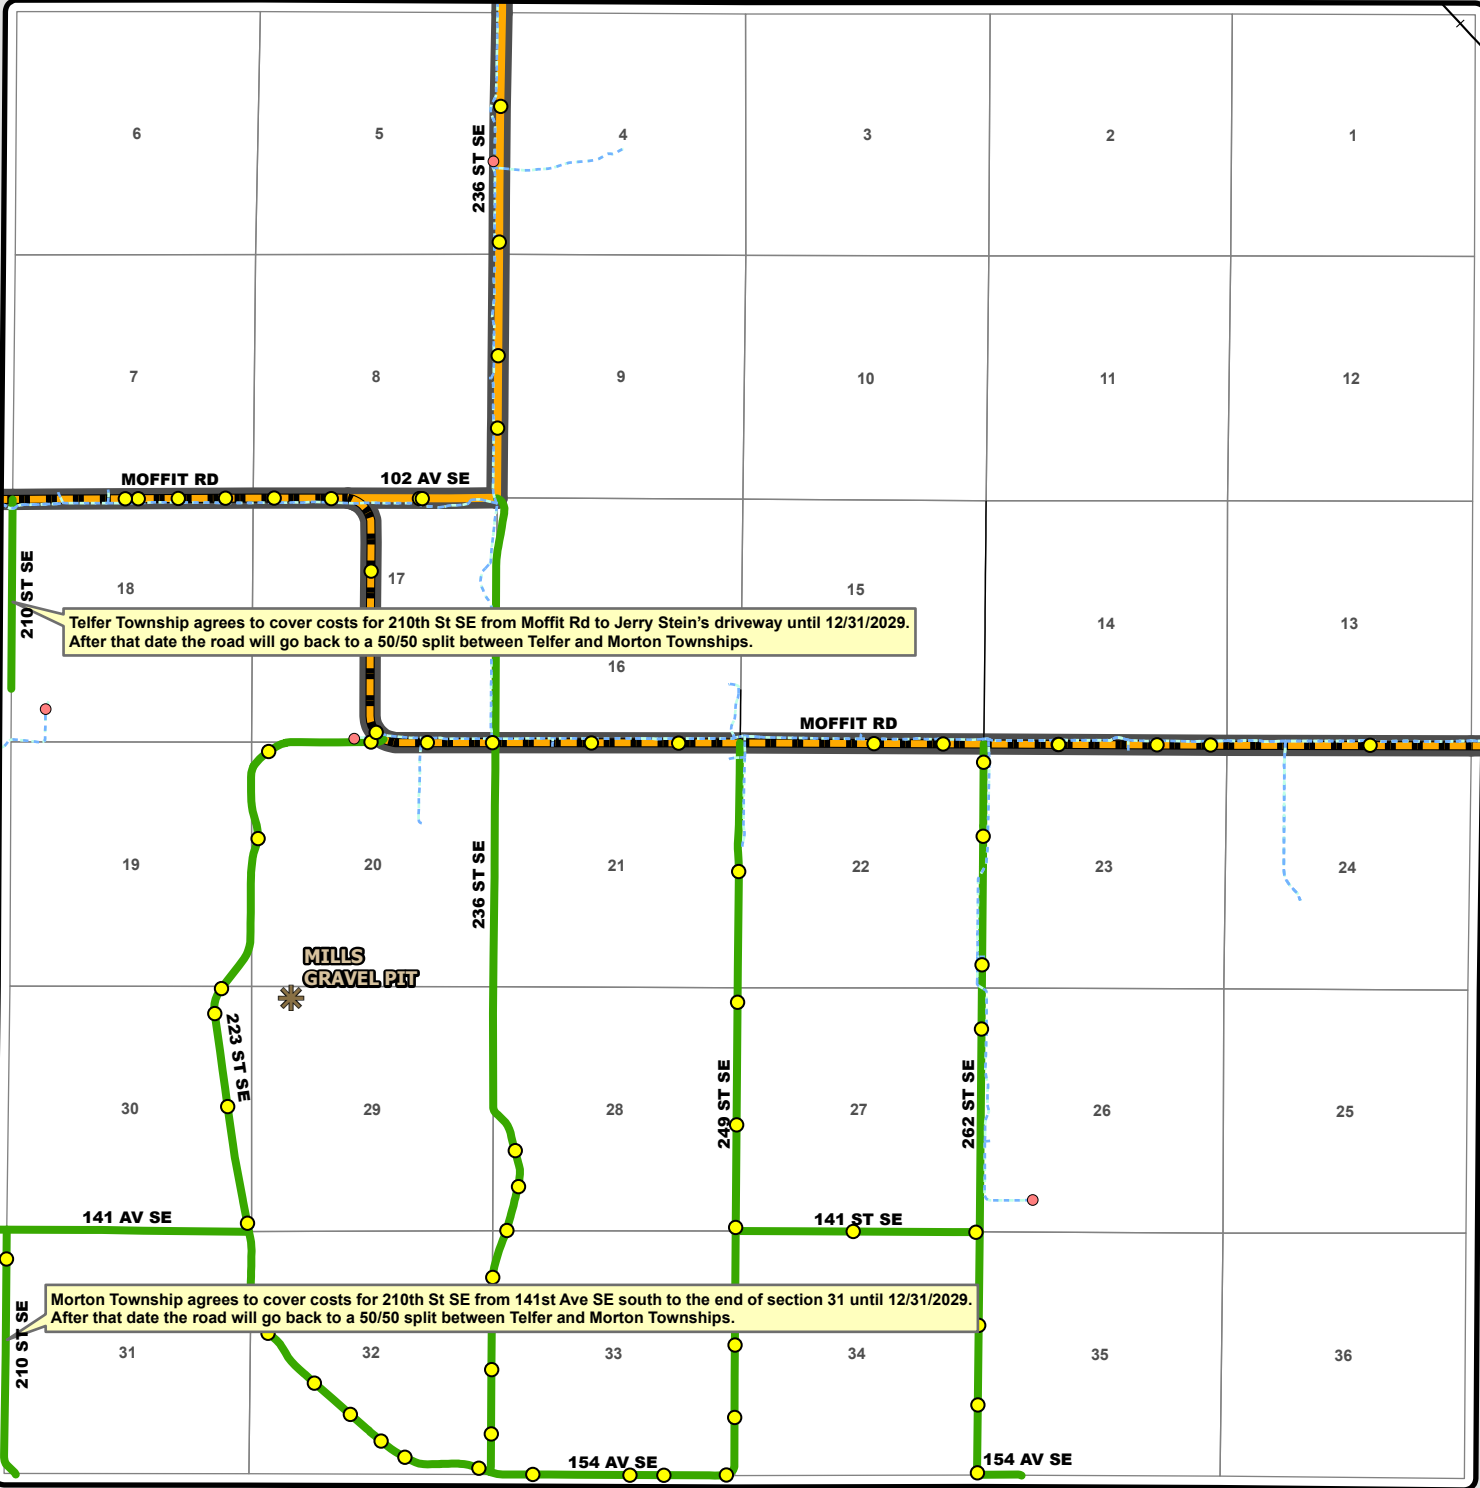 6
5
236 ST SE
4
3
2
1
7
8
9
10
11
12
MOFFIT RD
102 AV SE
210 ST SE
18
17
15
14
13
Telfer Township agrees to cover costs for 210th St SE from Moffit Rd to Jerry Stein's driveway until 12/31/2029.
After that date the road will go back to a 50/50 split between Telfer and Morton Townships.
16
MOFFIT RD
19
20
236 ST SE
21
22
23
24
MILLS
GRAVEL PIT
223 ST SE
30
29
28
249 ST SE
27
262 ST SE
26
25
141 AV SE
141 ST SE
Morton Township agrees to cover costs for 210th St SE from 141st Ave SE south to the end of section 31 until 12/31/2029.
After that date the road will go back to a 50/50 split between Telfer and Morton Townships.
210 ST SE
31
32
33
34
35
36
154 AV SE
154 AV SE